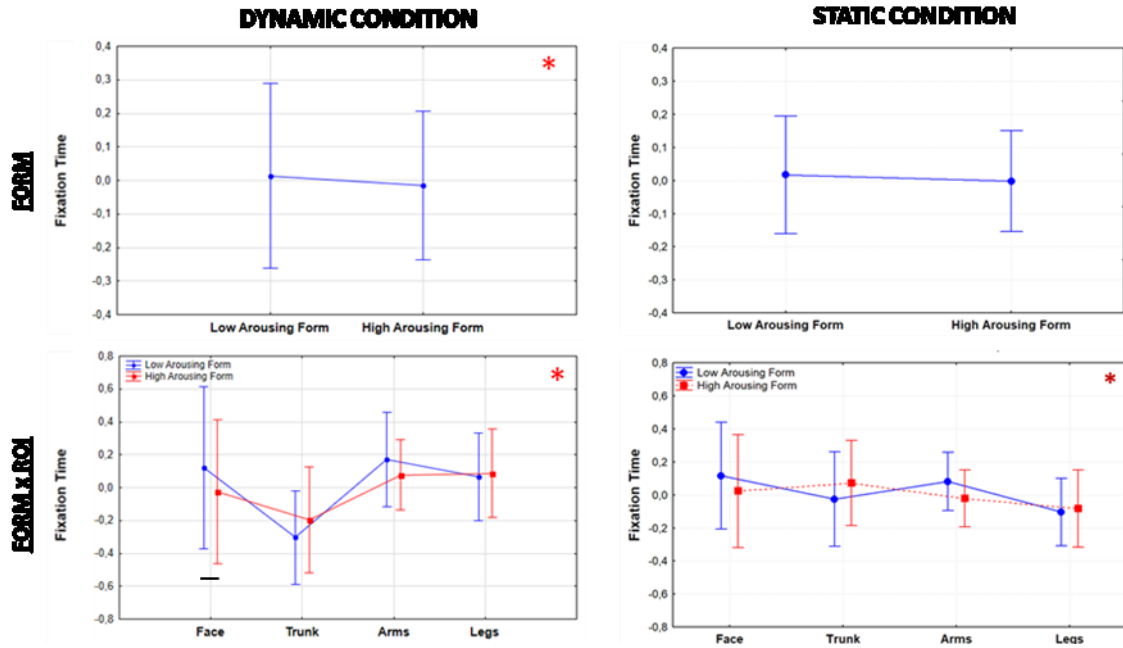 DYNAMIC CONDITION
STATIC CONDITION
FORM
Fixation Time
0,4
0,3
0,2
0,1
0,0
-0,1
-0,2
-0,3
-0,4
*
Low Arousing Form High Arousing Form
Fixation Time
0,4
0,3
0,2
0,1
0,0
-0,1
-0,2
-0,3
-0,4
Low Arousing Form High Arousing Form
FORM x ROI
Fixation Time
0,8
0,6
0,4
0,2
0,0
-0,2
-0,4
-0,6
-0,8
Low Arousing Form
High Arousing Form
*
Face Trunk Arms Legs
Fixation Time
0,8
0,6
0,4
0,2
0,0
-0,2
-0,4
-0,6
-0,8
Low Arousing Form
High Arousing Form
*
Face Trunk Arms Legs